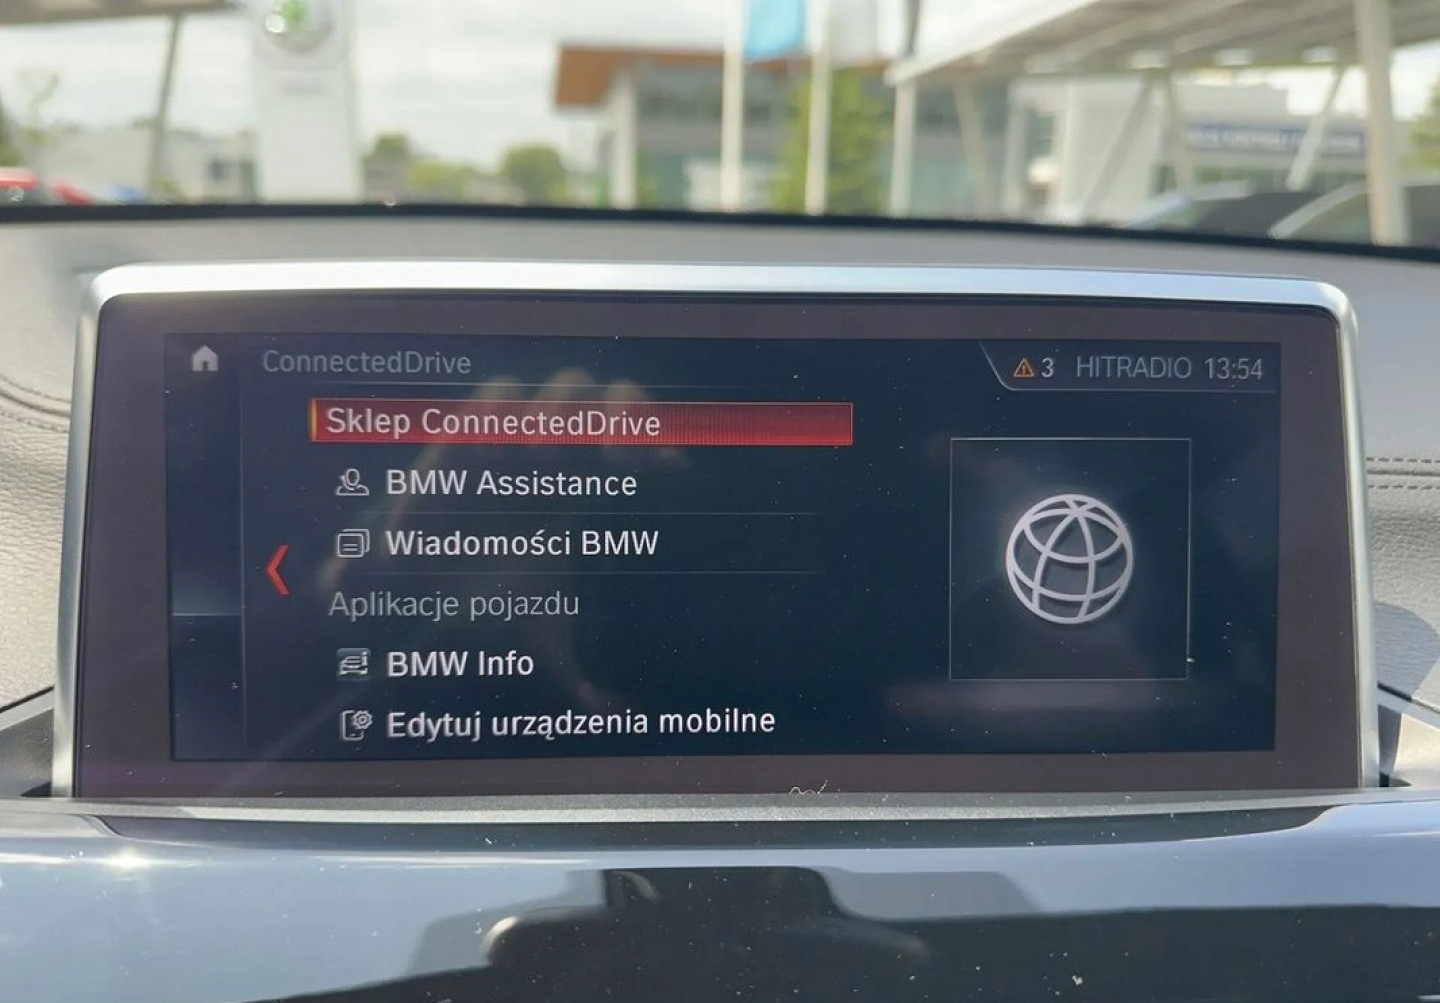 ConnectedDrive
3 HITRADIO 13:54
Sklep ConnectedDrive
BMW Assistance
Wiadomości BMW
Aplikacje pojazdu
BMW Info
Edytuj urządzenia mobilne